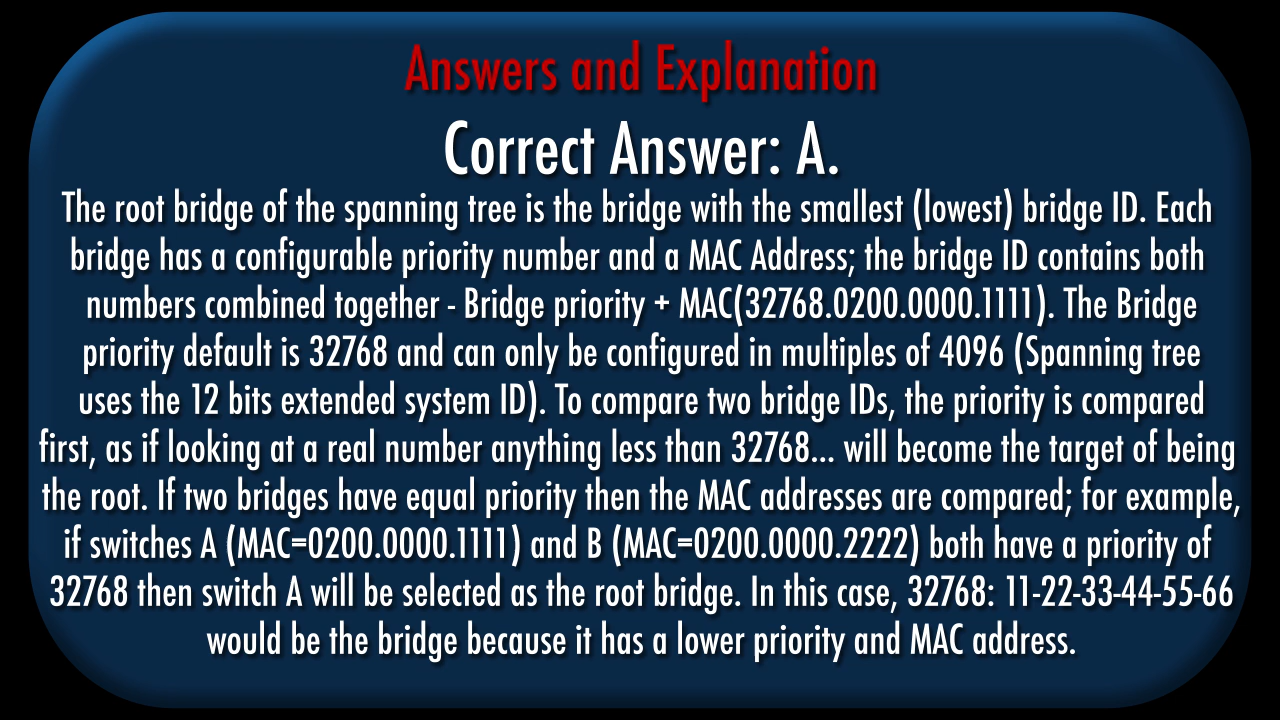 Answers and Explanation
Correct Answer: A.
The root bridge of the spanning tree is the bridge with the smallest (lowest) bridge ID. Each
bridge has a configurable priority number and a MAC Address; the bridge ID contains both
numbers combined together - Bridge priority + MAC(32768.0200.0000.1111). The Bridge
priority default is 32768 and can only be configured in multiples of 4096 (Spanning tree
uses the 12 bits extended system ID). To compare two bridge IDs, the priority is compared
first, as if looking at a real number anything less than 32768... will become the target of being
the root. If two bridges have equal priority then the MAC addresses are compared; for example,
if switches A (MAC=0200.0000.1111) and B (MAC=0200.0000.2222) both have a priority of
32768 then switch A will be selected as the root bridge. In this case, 32768: 11-22-33-44-55-66
would be the bridge because it has a lower priority and MAC address.